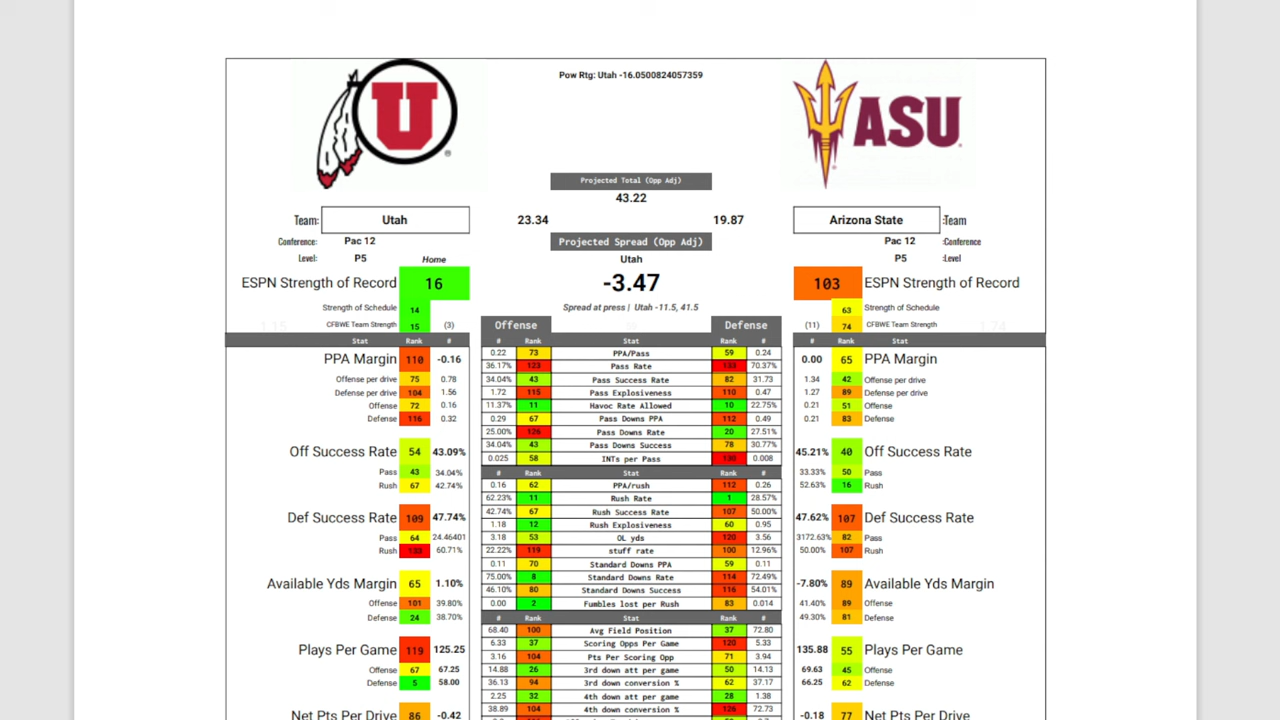 Pow Rtg: Utah -16.0500824057359
U
ASU
Projected Total (Opp Adj)
43.22
Team: Utah 23.34 19.87 Arizona State :Team
Conference: Pac 12 Projected Spread (Opp Adj) Pac 12 :Conference
Level: P5 Home Utah P5 :Level
ESPN Strength of Record 16 -3.47 103 ESPN Strength of Record
Strength of Schedule 14 Spread at press | Utah -11.5, 41.5 63 Strength of Schedule
CFBWE Team Strength 15 (3) Offense Defense (11) 74 CFBWE Team Strength
Stat Rank # # Rank Stat Rank # # Rank Stat
PPA Margin 110 -0.16 0.22 73 PPA/Pass 59 0.24 0.00 65 PPA Margin
36.17% 123 Pass Rate 133 70.37%
Offense per drive 75 0.78 34.04% 43 Pass Success Rate 82 31.73 1.34 42 Offense per drive
Defense per drive 104 1.56 1.72 115 Pass Explosiveness 110 0.47 1.27 89 Defense per drive
Offense 72 0.16 11.37% 11 Havoc Rate Allowed 10 22.75% 0.21 51 Offense
Defense 116 0.32 0.29 67 Pass Downs PPA 112 0.49 0.21 83 Defense
25.00% 126 Pass Downs Rate 20 27.51%
Off Success Rate 54 43.09% 34.04% 43 Pass Downs Success 78 30.77% 45.21% 40 Off Success Rate
0.025 58 INTs per Pass 130 0.008
Pass 43 34.04% # Rank Stat Rank # 33.33% 50 Pass
Rush 67 42.74% 0.16 62 PPA/rush 112 0.26 52.63% 16 Rush
62.23% 11 Rush Rate 1 28.57%
Def Success Rate 109 47.74% 42.74% 67 Rush Success Rate 107 50.00% 47.62% 107 Def Success Rate
1.18 12 Rush Explosiveness 60 0.95
Pass 64 24.46401 3.18 53 OL yds 120 3.56 3172.63% 82 Pass
Rush 133 60.71% 22.22% 119 stuff rate 100 12.96% 50.00% 107 Rush
0.11 70 Standard Downs PPA 59 0.11
Available Yds Margin 65 1.10% 75.00% 8 Standard Downs Rate 114 72.49% -7.80% 89 Available Yds Margin
46.10% 80 Standard Downs Success 116 54.01%
Offense 101 39.80% 0.00 2 Fumbles lost per Rush 83 0.014 41.40% 89 Offense
Defense 24 38.70% # Rank Stat Rank # 49.30% 81 Defense
68.40 100 Avg Field Position 37 72.80
Plays Per Game 119 125.25 6.33 37 Scoring Opps Per Game 120 5.33 135.88 55 Plays Per Game
3.16 104 Pts Per Scoring Opp 71 3.94
Offense 67 67.25 14.88 26 3rd down att per game 50 14.13 69.63 45 Offense
Defense 5 58.00 36.13 94 3rd down conversion % 62 37.17 66.25 62 Defense
2.25 32 4th down att per game 28 1.38
38.89 104 4th down conversion % 126 72.73
Net Pts Per Drive 86 -0.42 -0.18 77 Net Pts Per Drive